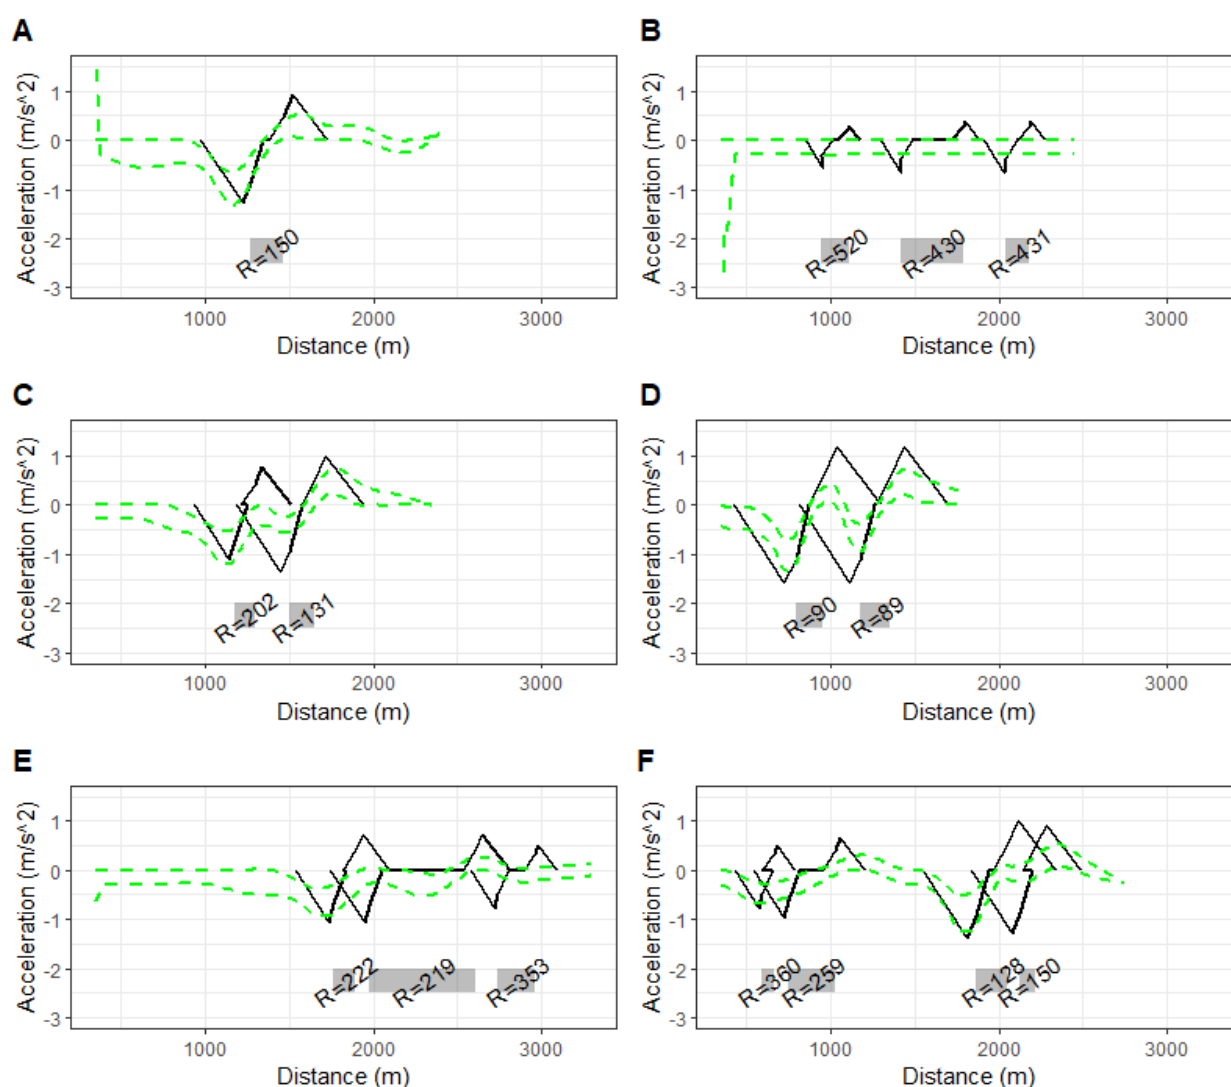 A
Acceleration (m/s^2)
1
0
-1
-2
-3
R=150
1000 2000 3000
Distance (m)
B
Acceleration (m/s^2)
1
0
-1
-2
-3
R=520 R=430 R=431
1000 2000 3000
Distance (m)
C
Acceleration (m/s^2)
1
0
-1
-2
-3
R=202 R=131
1000 2000 3000
Distance (m)
D
Acceleration (m/s^2)
1
0
-1
-2
-3
R=90 R=89
1000 2000 3000
Distance (m)
E
Acceleration (m/s^2)
1
0
-1
-2
-3
R=222 R=219 R=353
1000 2000 3000
Distance (m)
F
Acceleration (m/s^2)
1
0
-1
-2
-3
R=360 R=259 R=128 R=150
1000 2000 3000
Distance (m)